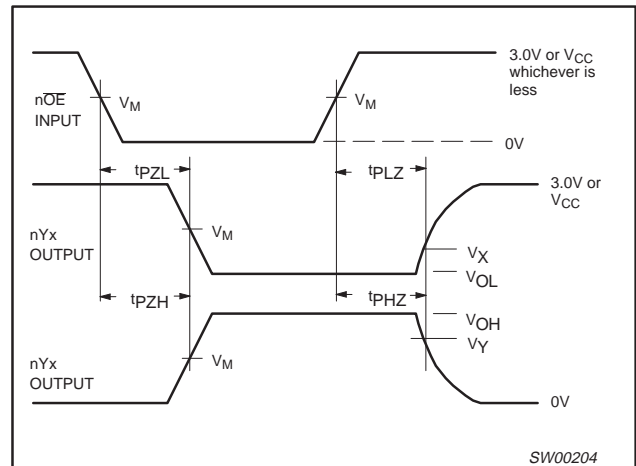 3.0V or VCC
whichever is
less
nOE
INPUT
VM
VM
0V
tPZL
tPLZ
3.0V or
VCC
nYx
OUTPUT
VM
VX
VOL
tPZH
tPHZ
VOH
VY
nYx
OUTPUT
VM
0V
SW00204